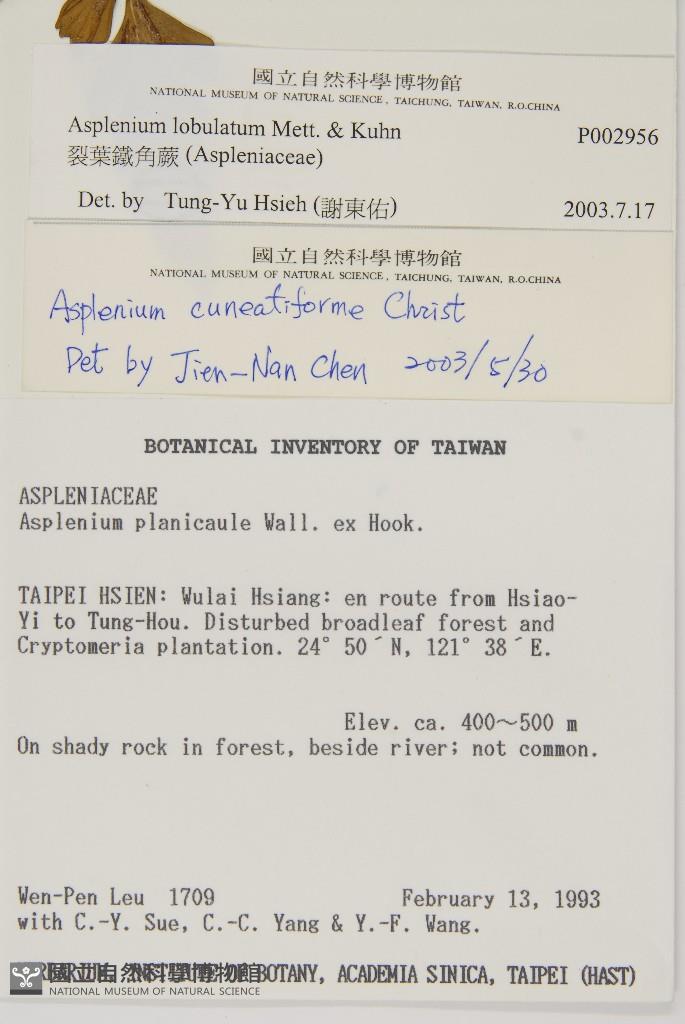 國立自然科學博物館
NATIONAL MUSEUM OF NATURAL SCIENCE, TAICHUNG, TAIWAN, R.O.CHINA
Asplenium lobulatum Mett. & Kuhn P002956
裂葉鐵角蕨 (Aspleniaceae)
Det. by Tung-Yu Hsieh (謝東佑) 2003.7.17
國立自然科學博物館
NATIONAL MUSEUM OF NATURAL SCIENCE, TAICHUNG, TAIWAN, R.O.CHINA
Asplenium cuneatiforme Christ
Det by Jien-Nan Chen 2003/5/30
BOTANICAL INVENTORY OF TAIWAN
ASPLENIACEAE
Asplenium planicaule Wall. ex Hook.
TAIPEI HSIEN: Wulai Hsiang: en route from Hsiao-
Yi to Tung-Hou. Disturbed broadleaf forest and
Cryptomeria plantation. 24° 50´N, 121° 38´E.
Elev. ca. 400~500 m
On shady rock in forest, beside river; not common.
Wen-Pen Leu 1709 February 13, 1993
with C.-Y. Sue, C.-C. Yang & Y.-F. Wang.
BOTANY, ACADEMIA SINICA, TAIPEI (HAST)
國立自然科學博物館
NATIONAL MUSEUM OF NATURAL SCIENCE